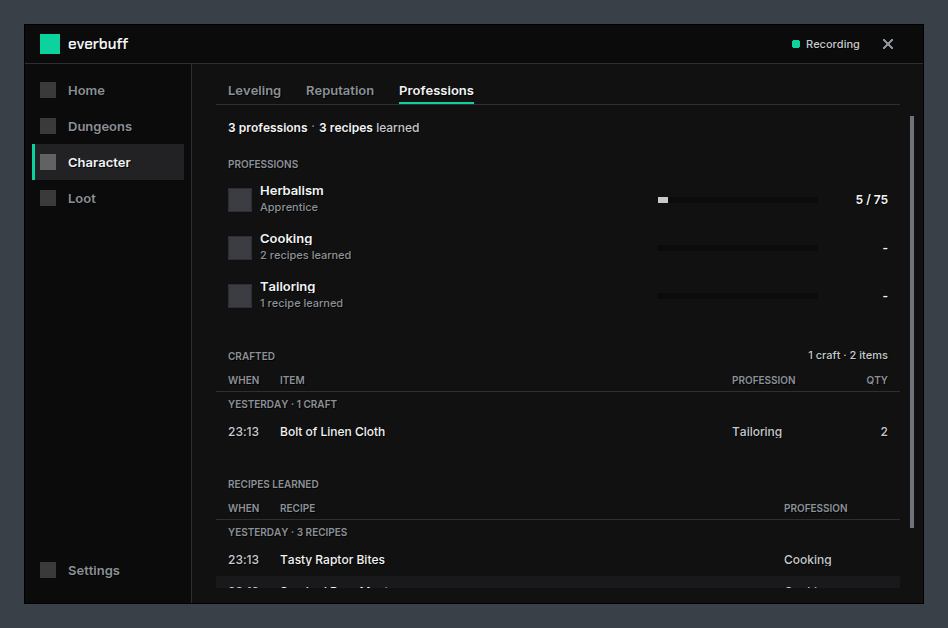 everbuff
Recording
Home
Dungeons
Character
Loot
Settings
Leveling Reputation Professions
3 professions · 3 recipes learned
PROFESSIONS
Herbalism
Apprentice
5 / 75
Cooking
2 recipes learned
-
Tailoring
1 recipe learned
-
CRAFTED 1 craft · 2 items
WHEN ITEM PROFESSION QTY
YESTERDAY · 1 CRAFT
23:13 Bolt of Linen Cloth Tailoring 2
RECIPES LEARNED
WHEN RECIPE PROFESSION
YESTERDAY · 3 RECIPES
23:13 Tasty Raptor Bites Cooking